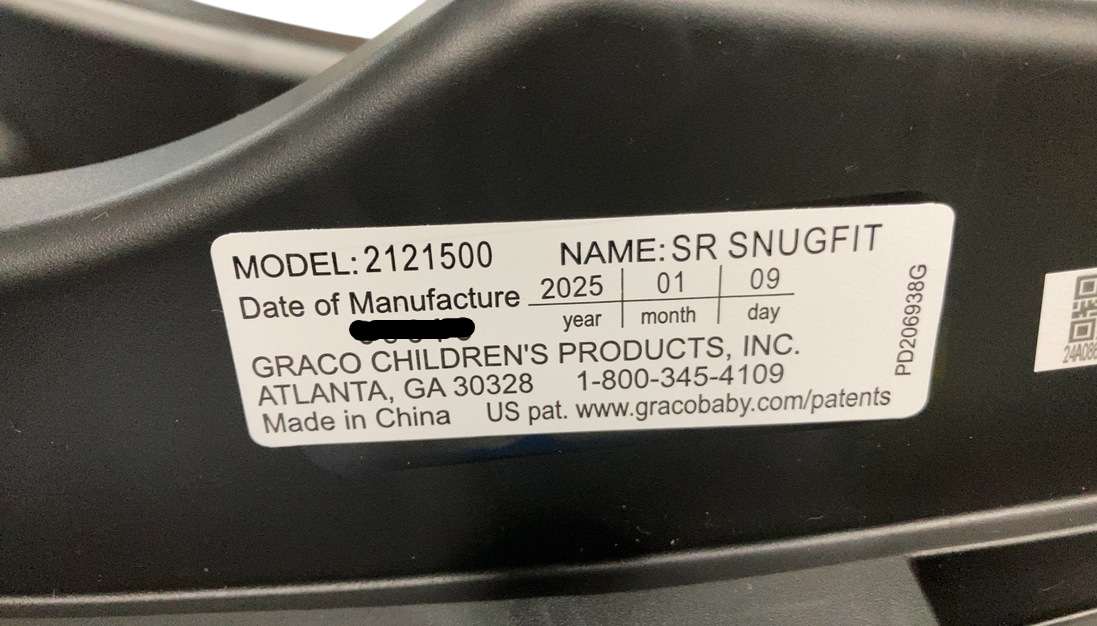 MODEL: 2121500 NAME: SR SNUGFIT
Date of Manufacture 2025 01 09
year month day
GRACO CHILDREN'S PRODUCTS, INC.
ATLANTA, GA 30328 1-800-345-4109
Made in China US pat. www.gracobaby.com/patents
PD206938G